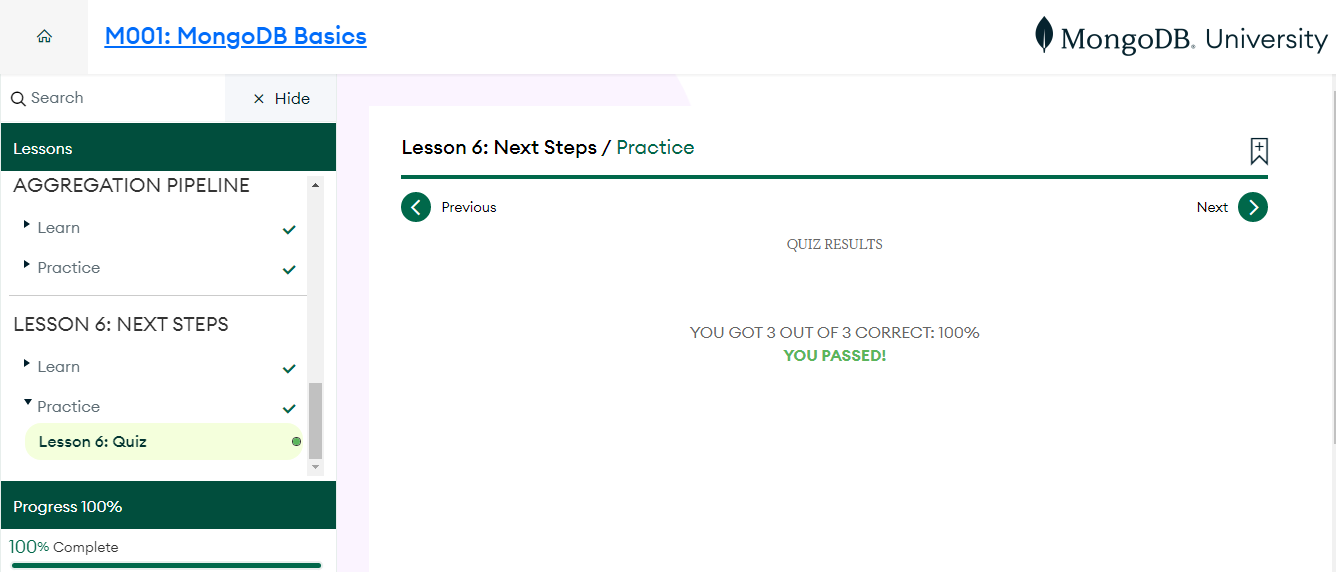 M001: MongoDB Basics
MongoDB. University
Search
Hide
Lessons
AGGREGATION PIPELINE
Learn
Practice
LESSON 6: NEXT STEPS
Learn
Practice
Lesson 6: Quiz
Progress 100%
100% Complete
Lesson 6: Next Steps / Practice
Previous
Next
QUIZ RESULTS
YOU GOT 3 OUT OF 3 CORRECT: 100%
YOU PASSED!